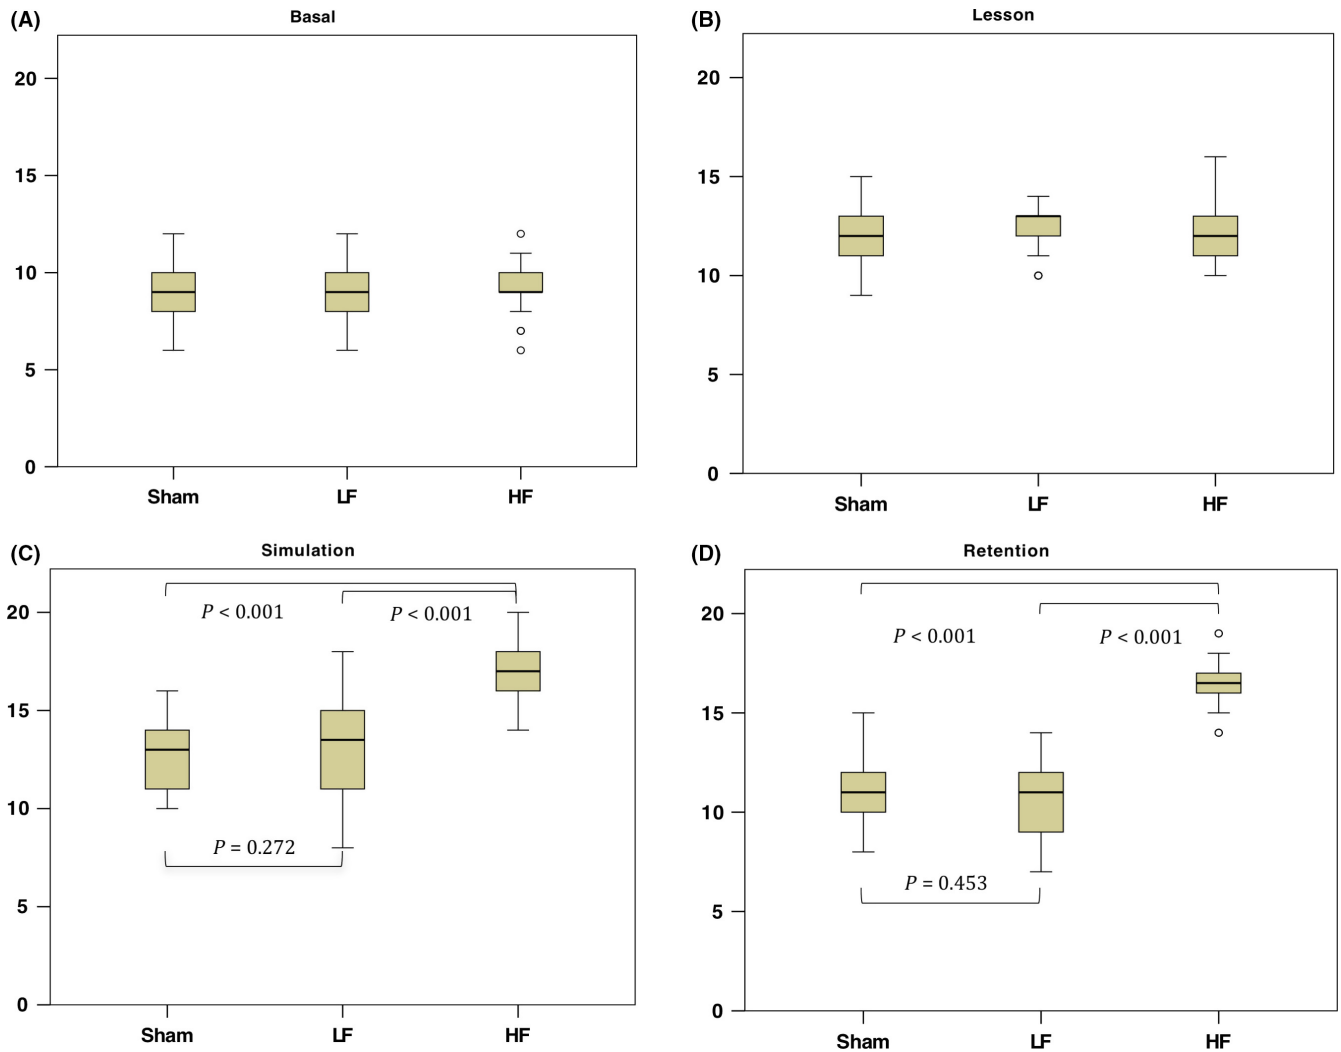 (A)
Basal
20
15
10
5
0
Sham LF HF
(B)
Lesson
20
15
10
5
0
Sham LF HF
(C)
Simulation
20
15
10
5
0
P < 0.001
P < 0.001
P = 0.272
Sham LF HF
(D)
Retention
20
15
10
5
0
P < 0.001
P < 0.001
P = 0.453
Sham LF HF